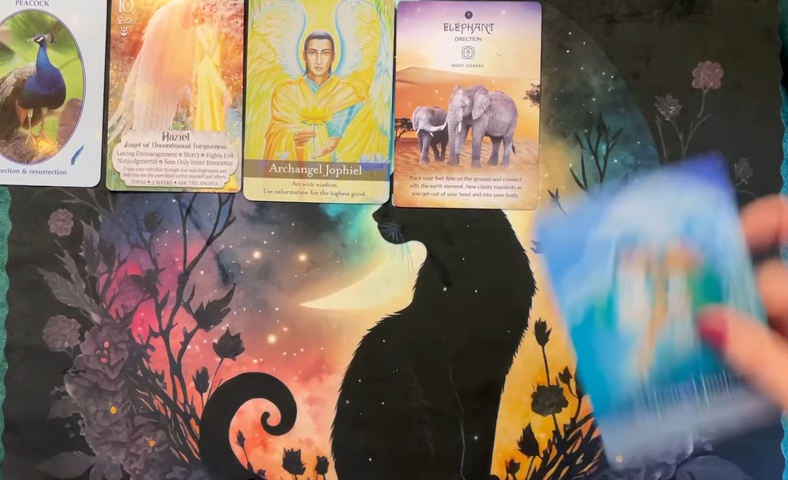 PEACOCK
& resurrection
10
Haziel
Angel of Unconditional Forgiveness
Loving Encouragement • Mercy • Fights Evil
Nonjudgmental • Sees Only Inner Innocence
Archangel Jophiel
Act with wisdom.
Use information for the highest good.
7
ELEPHANT
DIRECTION
ROOT CHAKRA
Place your feet firm on the ground and connect
with the earth element. New clarity manifests as
you get out of your head and into your body.